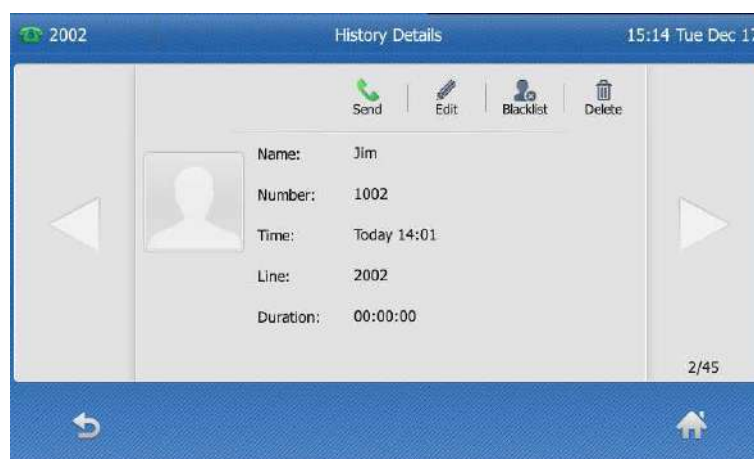 2002 History Details 15:14 Tue Dec 17
Send Edit Blacklist Delete
Name: Jim
Number: 1002
Time: Today 14:01
Line: 2002
Duration: 00:00:00
2/45